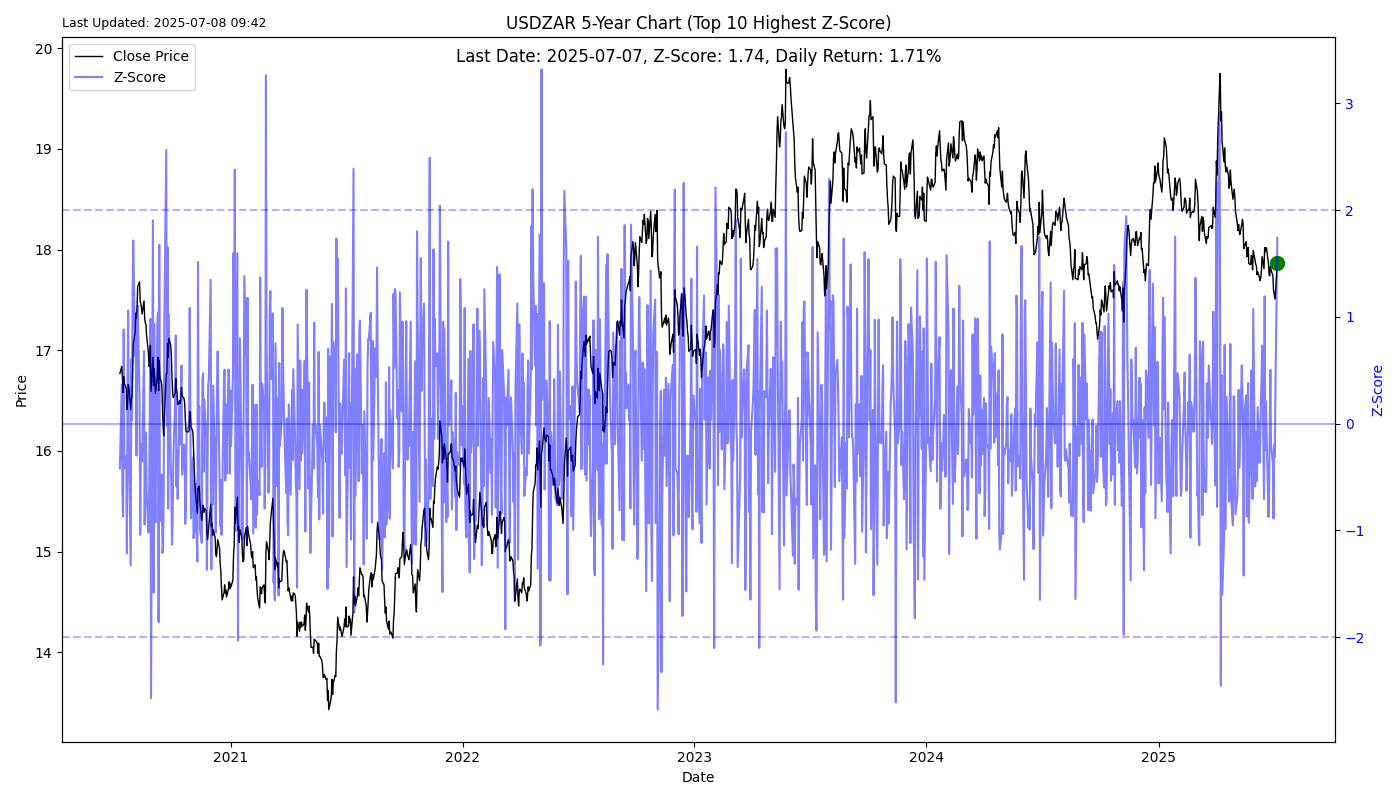 Last Updated: 2025-07-08 09:42
USDZAR 5-Year Chart (Top 10 Highest Z-Score)
Last Date: 2025-07-07, Z-Score: 1.74, Daily Return: 1.71%
Close Price
Z-Score
20
19
18
17
16
15
14
Price
3
2
1
0
−1
−2
Z-Score
2021
2022
2023
2024
2025
Date